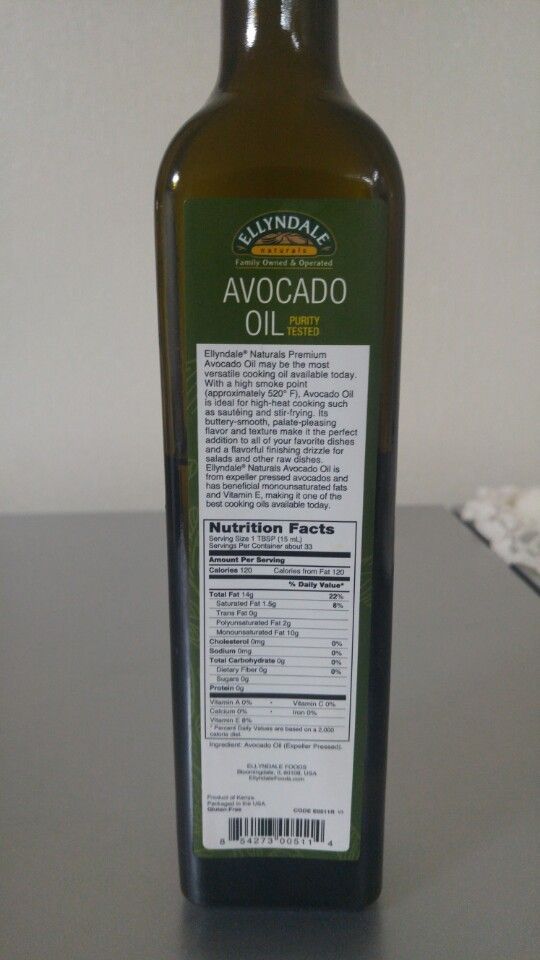 ELLYNDALE
naturals
Family Owned & Operated
AVOCADO
OIL PURITY TESTED
Ellyndale® Naturals Premium
Avocado Oil may be the most
versatile cooking oil available today.
With a high smoke point
(approximately 520° F), Avocado Oil
is ideal for high-heat cooking such
as sautéing and stir-frying. Its
buttery-smooth, palate-pleasing
flavor and texture make it the perfect
addition to all of your favorite dishes
and a flavorful finishing drizzle for
salads and other raw dishes.
Ellyndale® Naturals Avocado Oil is
from expeller pressed avocados and
has beneficial monounsaturated fats
and Vitamin E, making it one of the
best cooking oils available today.
Nutrition Facts
Serving Size 1 TBSP (15 mL)
Servings Per Container about 33
Amount Per Serving
Calories 120 Calories from Fat 120
% Daily Value*
Total Fat 14g 22%
Saturated Fat 1.5g 8%
Trans Fat 0g
Polyunsaturated Fat 2g
Monounsaturated Fat 10g
Cholesterol 0mg 0%
Sodium 0mg 0%
Total Carbohydrate 0g 0%
Dietary Fiber 0g 0%
Sugars 0g
Protein 0g
Vitamin A 0% • Vitamin C 0%
Calcium 0% • Iron 0%
Vitamin E 8%
* Percent Daily Values are based on a 2,000
calorie diet.
Ingredient: Avocado Oil (Expeller Pressed).
ELLYNDALE FOODS
Bloomingdale, IL 60108, USA
EllyndaleFoods.com
Product of Kenya
Packaged in the USA
Gluten Free CODE E0511R V1
8 54273 00511 4